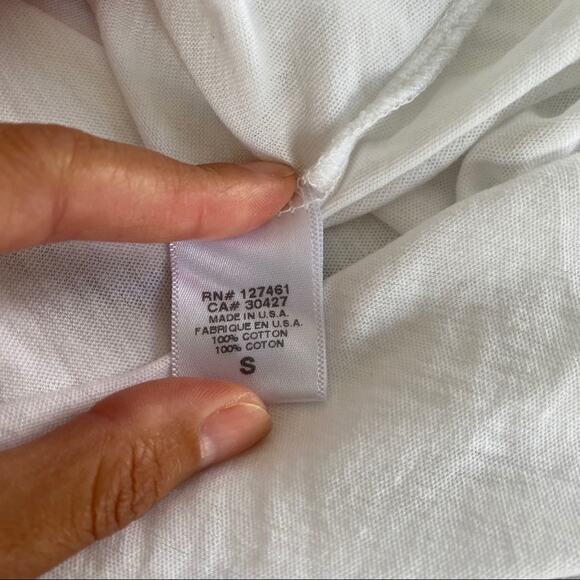 RN# 127461
CA# 30427
MADE IN U.S.A.
FABRIQUE EN U.S.A.
100% COTTON
100% COTON
S